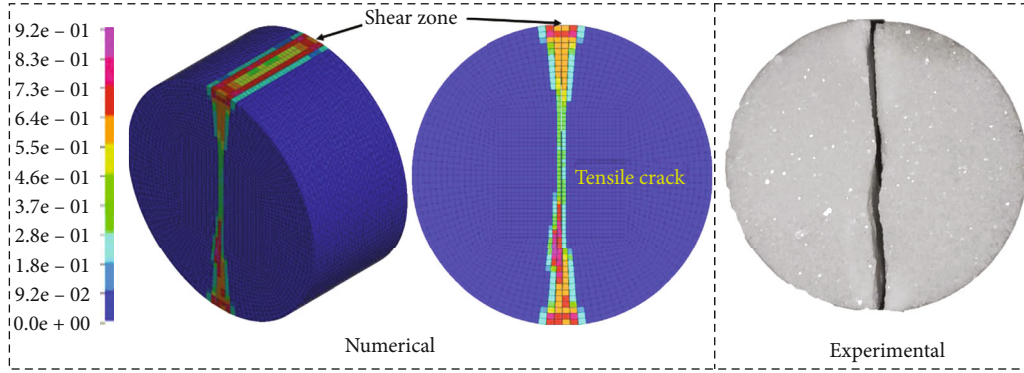 Shear zone
9.2e – 01
8.3e – 01
7.3e – 01
6.4e – 01
5.5e – 01
4.6e – 01
3.7e – 01
2.8e – 01
1.8e – 01
9.2e – 02
0.0e + 00
Tensile crack
Numerical
Experimental